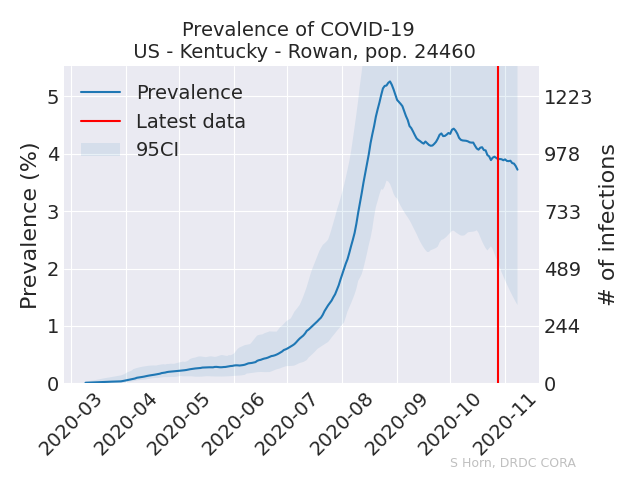 Prevalence of COVID-19
US - Kentucky - Rowan, pop. 24460
Prevalence
Latest data
95CI
Prevalence (%)
5
4
3
2
1
0
1223
978
733
489
244
0
# of infections
2020-03
2020-04
2020-05
2020-06
2020-07
2020-08
2020-09
2020-10
2020-11
S Horn, DRDC CORA